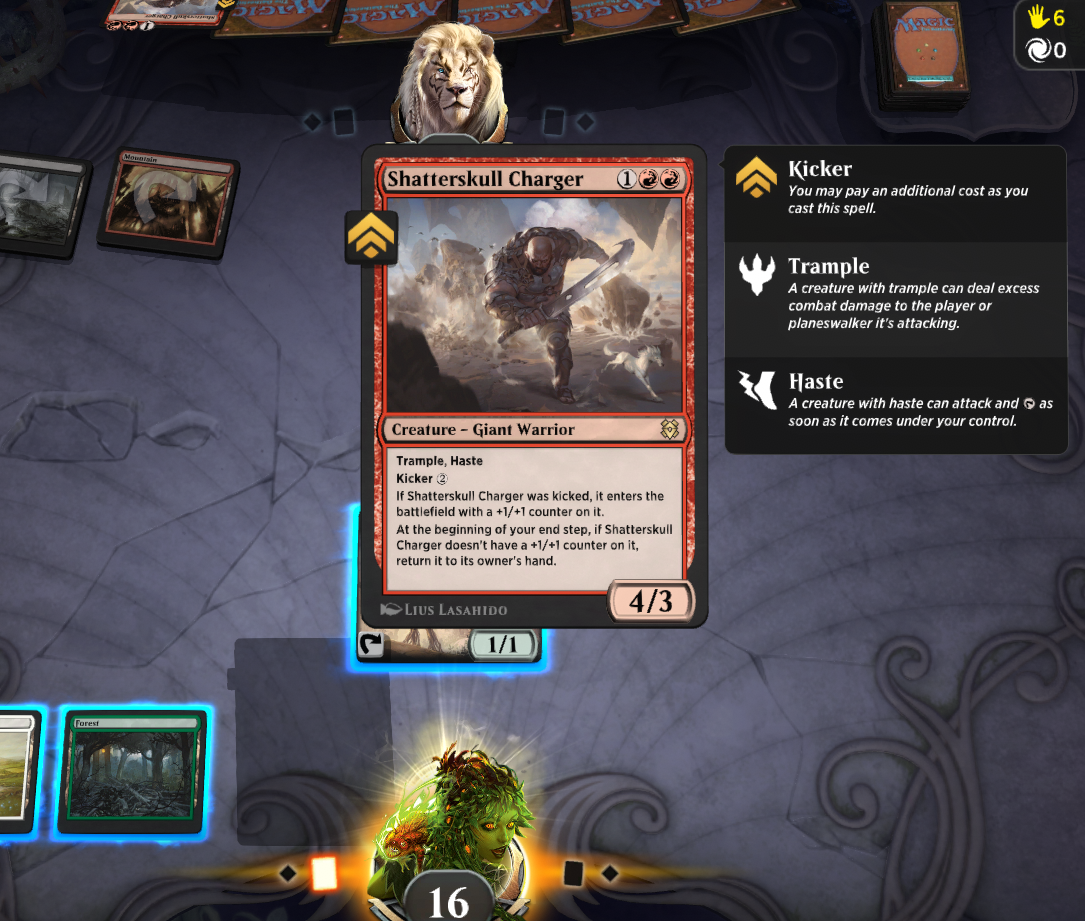 6
0
Mountain
Shatterskull Charger 1
Kicker
You may pay an additional cost as you
cast this spell.
Trample
A creature with trample can deal excess
combat damage to the player or
planeswalker it's attacking.
Haste
A creature with haste can attack and as
soon as it comes under your control.
Creature – Giant Warrior
Trample, Haste
Kicker 2
If Shatterskull Charger was kicked, it enters the
battlefield with a +1/+1 counter on it.
At the beginning of your end step, if Shatterskull
Charger doesn't have a +1/+1 counter on it,
return it to its owner's hand.
4/3
Lius Lasahido
1/1
Forest
16
MAGIC